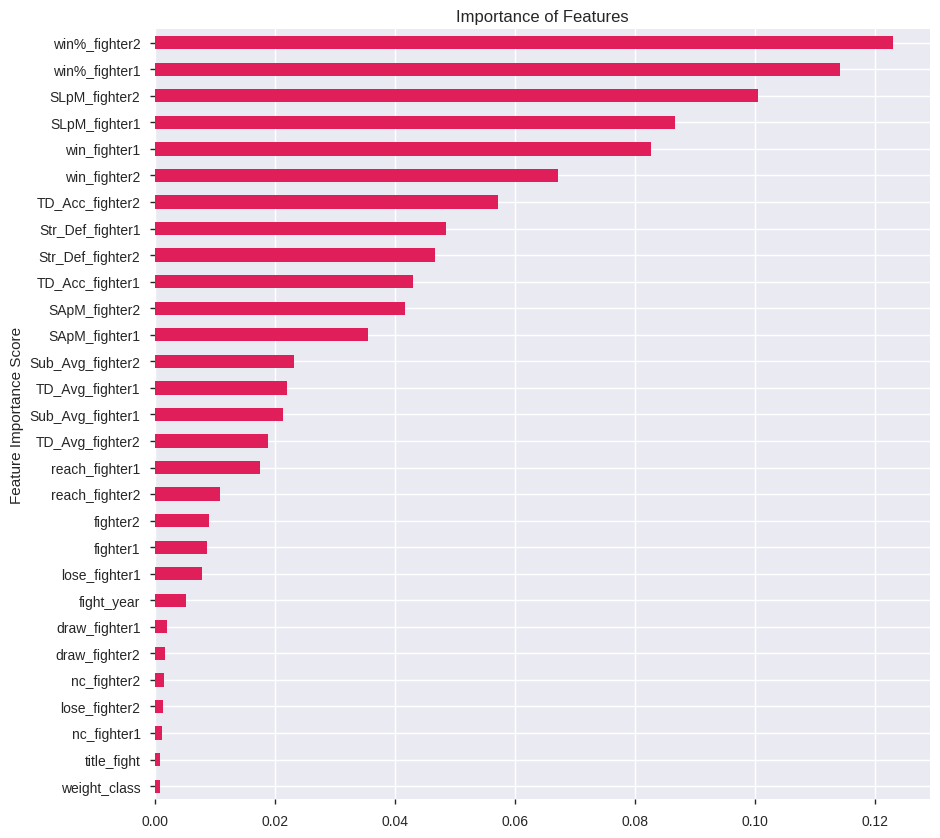 Importance of Features
Feature Importance Score
win%_fighter2
win%_fighter1
SLpM_fighter2
SLpM_fighter1
win_fighter1
win_fighter2
TD_Acc_fighter2
Str_Def_fighter1
Str_Def_fighter2
TD_Acc_fighter1
SApM_fighter2
SApM_fighter1
Sub_Avg_fighter2
TD_Avg_fighter1
Sub_Avg_fighter1
TD_Avg_fighter2
reach_fighter1
reach_fighter2
fighter2
fighter1
lose_fighter1
fight_year
draw_fighter1
draw_fighter2
nc_fighter2
lose_fighter2
nc_fighter1
title_fight
weight_class
0.00 0.02 0.04 0.06 0.08 0.10 0.12